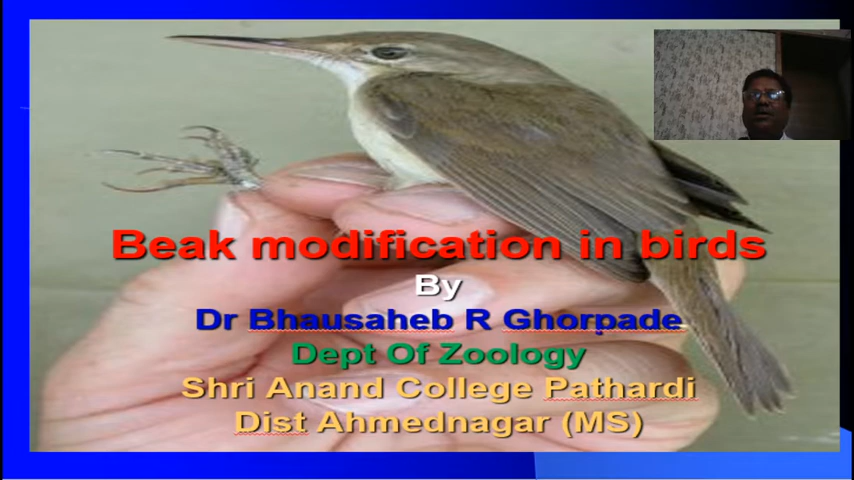 Beak modification in birds
By
Dr Bhausaheb R Ghorpade
Dept Of Zoology
Shri Anand College Pathardi
Dist Ahmednagar (MS)